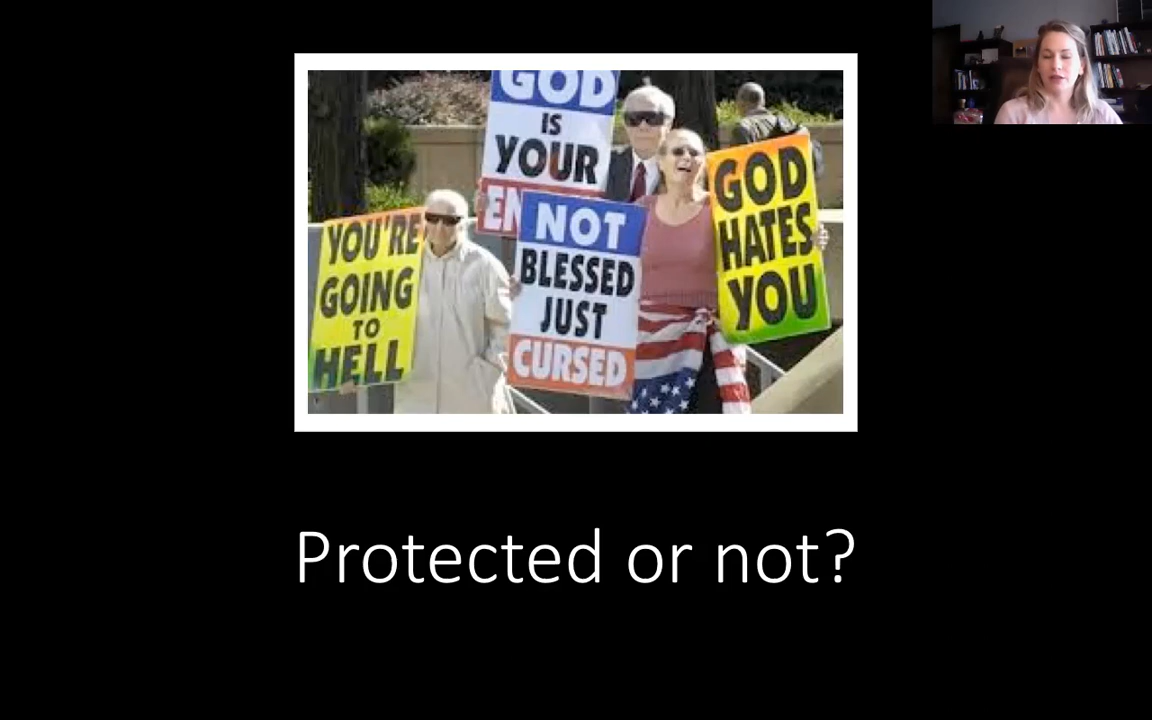 GOD
IS
YOUR
EN
YOU'RE
GOING
TO
HELL
NOT
BLESSED
JUST
CURSED
GOD
HATES
YOU
Protected or not?